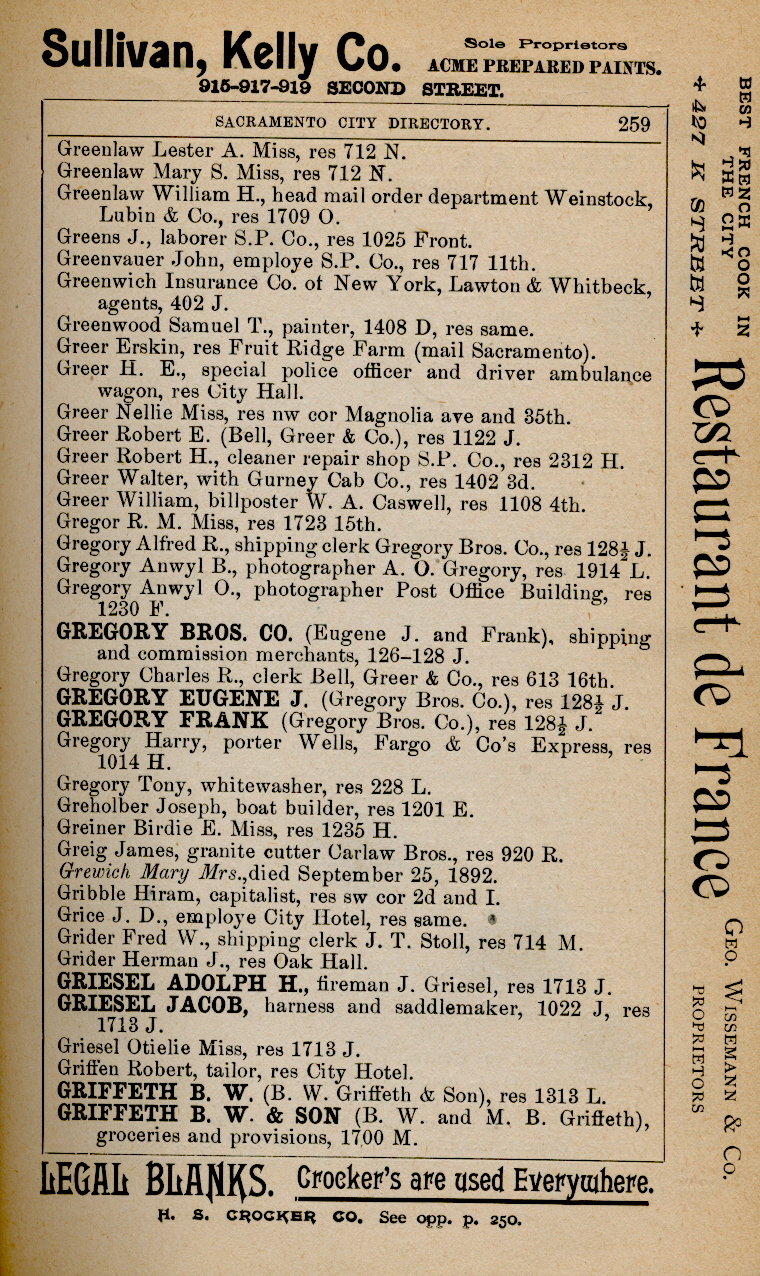 Sullivan, Kelly Co.
Sole Proprietors
ACME PREPARED PAINTS.
915-917-919 SECOND STREET.
SACRAMENTO CITY DIRECTORY. 259
Greenlaw Lester A. Miss, res 712 N.
Greenlaw Mary S. Miss, res 712 N.
Greenlaw William H., head mail order department Weinstock,
Lubin & Co., res 1709 O.
Greens J., laborer S.P. Co., res 1025 Front.
Greenvauer John, employe S.P. Co., res 717 11th.
Greenwich Insurance Co. of New York, Lawton & Whitbeck,
agents, 402 J.
Greenwood Samuel T., painter, 1408 D, res same.
Greer Erskin, res Fruit Ridge Farm (mail Sacramento).
Greer H. E., special police officer and driver ambulance
wagon, res City Hall.
Greer Nellie Miss, res nw cor Magnolia ave and 35th.
Greer Robert E. (Bell, Greer & Co.), res 1122 J.
Greer Robert H., cleaner repair shop S.P. Co., res 2312 H.
Greer Walter, with Gurney Cab Co., res 1402 3d.
Greer William, billposter W. A. Caswell, res 1108 4th.
Gregor R. M. Miss, res 1723 15th.
Gregory Alfred R., shipping clerk Gregory Bros. Co., res 128½ J.
Gregory Anwyl B., photographer A. O. Gregory, res 1914 L.
Gregory Anwyl O., photographer Post Office Building, res
1230 F.
GREGORY BROS. CO. (Eugene J. and Frank), shipping
and commission merchants, 126–128 J.
Gregory Charles R., clerk Bell, Greer & Co., res 613 16th.
GREGORY EUGENE J. (Gregory Bros. Co.), res 128½ J.
GREGORY FRANK (Gregory Bros. Co.), res 128½ J.
Gregory Harry, porter Wells, Fargo & Co's Express, res
1014 H.
Gregory Tony, whitewasher, res 228 L.
Greholber Joseph, boat builder, res 1201 E.
Greiner Birdie E. Miss, res 1235 H.
Greig James, granite cutter Carlaw Bros., res 920 R.
Grewich Mary Mrs., died September 25, 1892.
Gribble Hiram, capitalist, res sw cor 2d and I.
Grice J. D., employe City Hotel, res same.
Grider Fred W., shipping clerk J. T. Stoll, res 714 M.
Grider Herman J., res Oak Hall.
GRIESEL ADOLPH H., fireman J. Griesel, res 1713 J.
GRIESEL JACOB, harness and saddlemaker, 1022 J, res
1713 J.
Griesel Otielie Miss, res 1713 J.
Griffen Robert, tailor, res City Hotel.
GRIFFETH B. W. (B. W. Griffeth & Son), res 1313 L.
GRIFFETH B. W. & SON (B. W. and M. B. Griffeth),
groceries and provisions, 1700 M.
LEGAL BLANKS. Crocker's are used Everywhere.
H. S. CROCKER CO. See opp. p. 250.
BEST FRENCH COOK IN
THE CITY
427 K STREET
Restaurant de France
GEO. WISSEMANN & CO.
PROPRIETORS